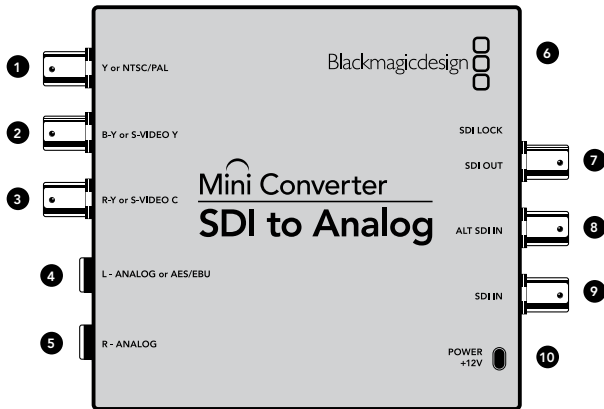 1
Y or NTSC/PAL
2
B-Y or S-VIDEO Y
3
R-Y or S-VIDEO C
4
L - ANALOG or AES/EBU
5
R - ANALOG
Mini Converter
SDI to Analog
Blackmagicdesign
6
SDI LOCK
SDI OUT
7
ALT SDI IN
8
SDI IN
9
POWER
+12V
10